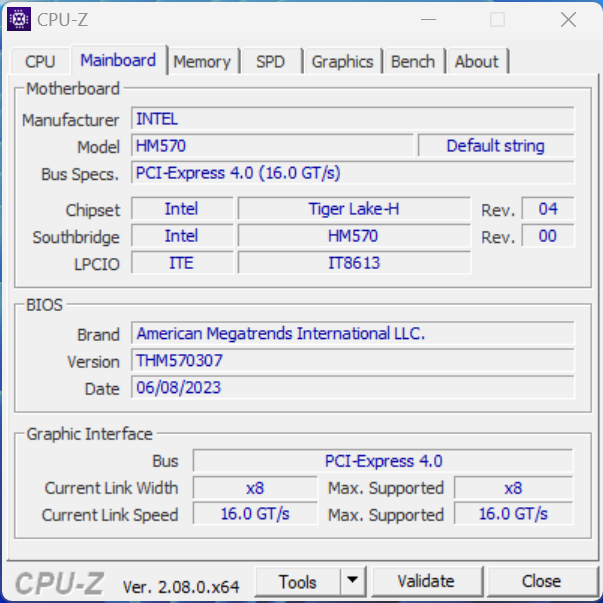 CPU-Z
CPU Mainboard Memory SPD Graphics Bench About
Motherboard
Manufacturer INTEL
Model HM570 Default string
Bus Specs. PCI-Express 4.0 (16.0 GT/s)
Chipset Intel Tiger Lake-H Rev. 04
Southbridge Intel HM570 Rev. 00
LPCIO ITE IT8613
BIOS
Brand American Megatrends International LLC.
Version THM570307
Date 06/08/2023
Graphic Interface
Bus PCI-Express 4.0
Current Link Width x8 Max. Supported x8
Current Link Speed 16.0 GT/s Max. Supported 16.0 GT/s
CPU-Z Ver. 2.08.0.x64 Tools Validate Close